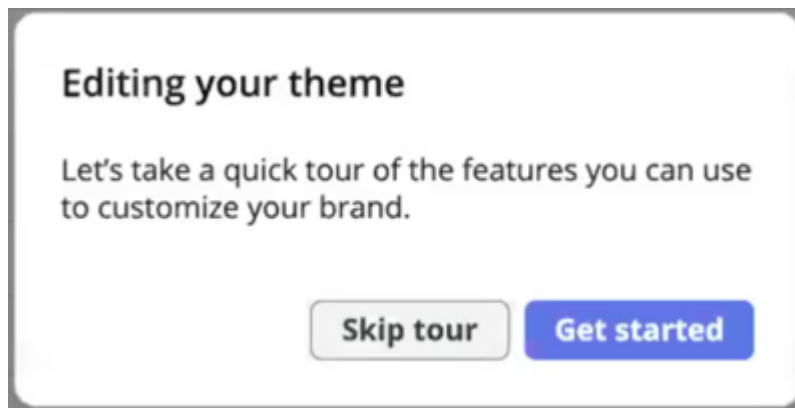 Editing your theme
Let's take a quick tour of the features you can use
to customize your brand.
Skip tour
Get started